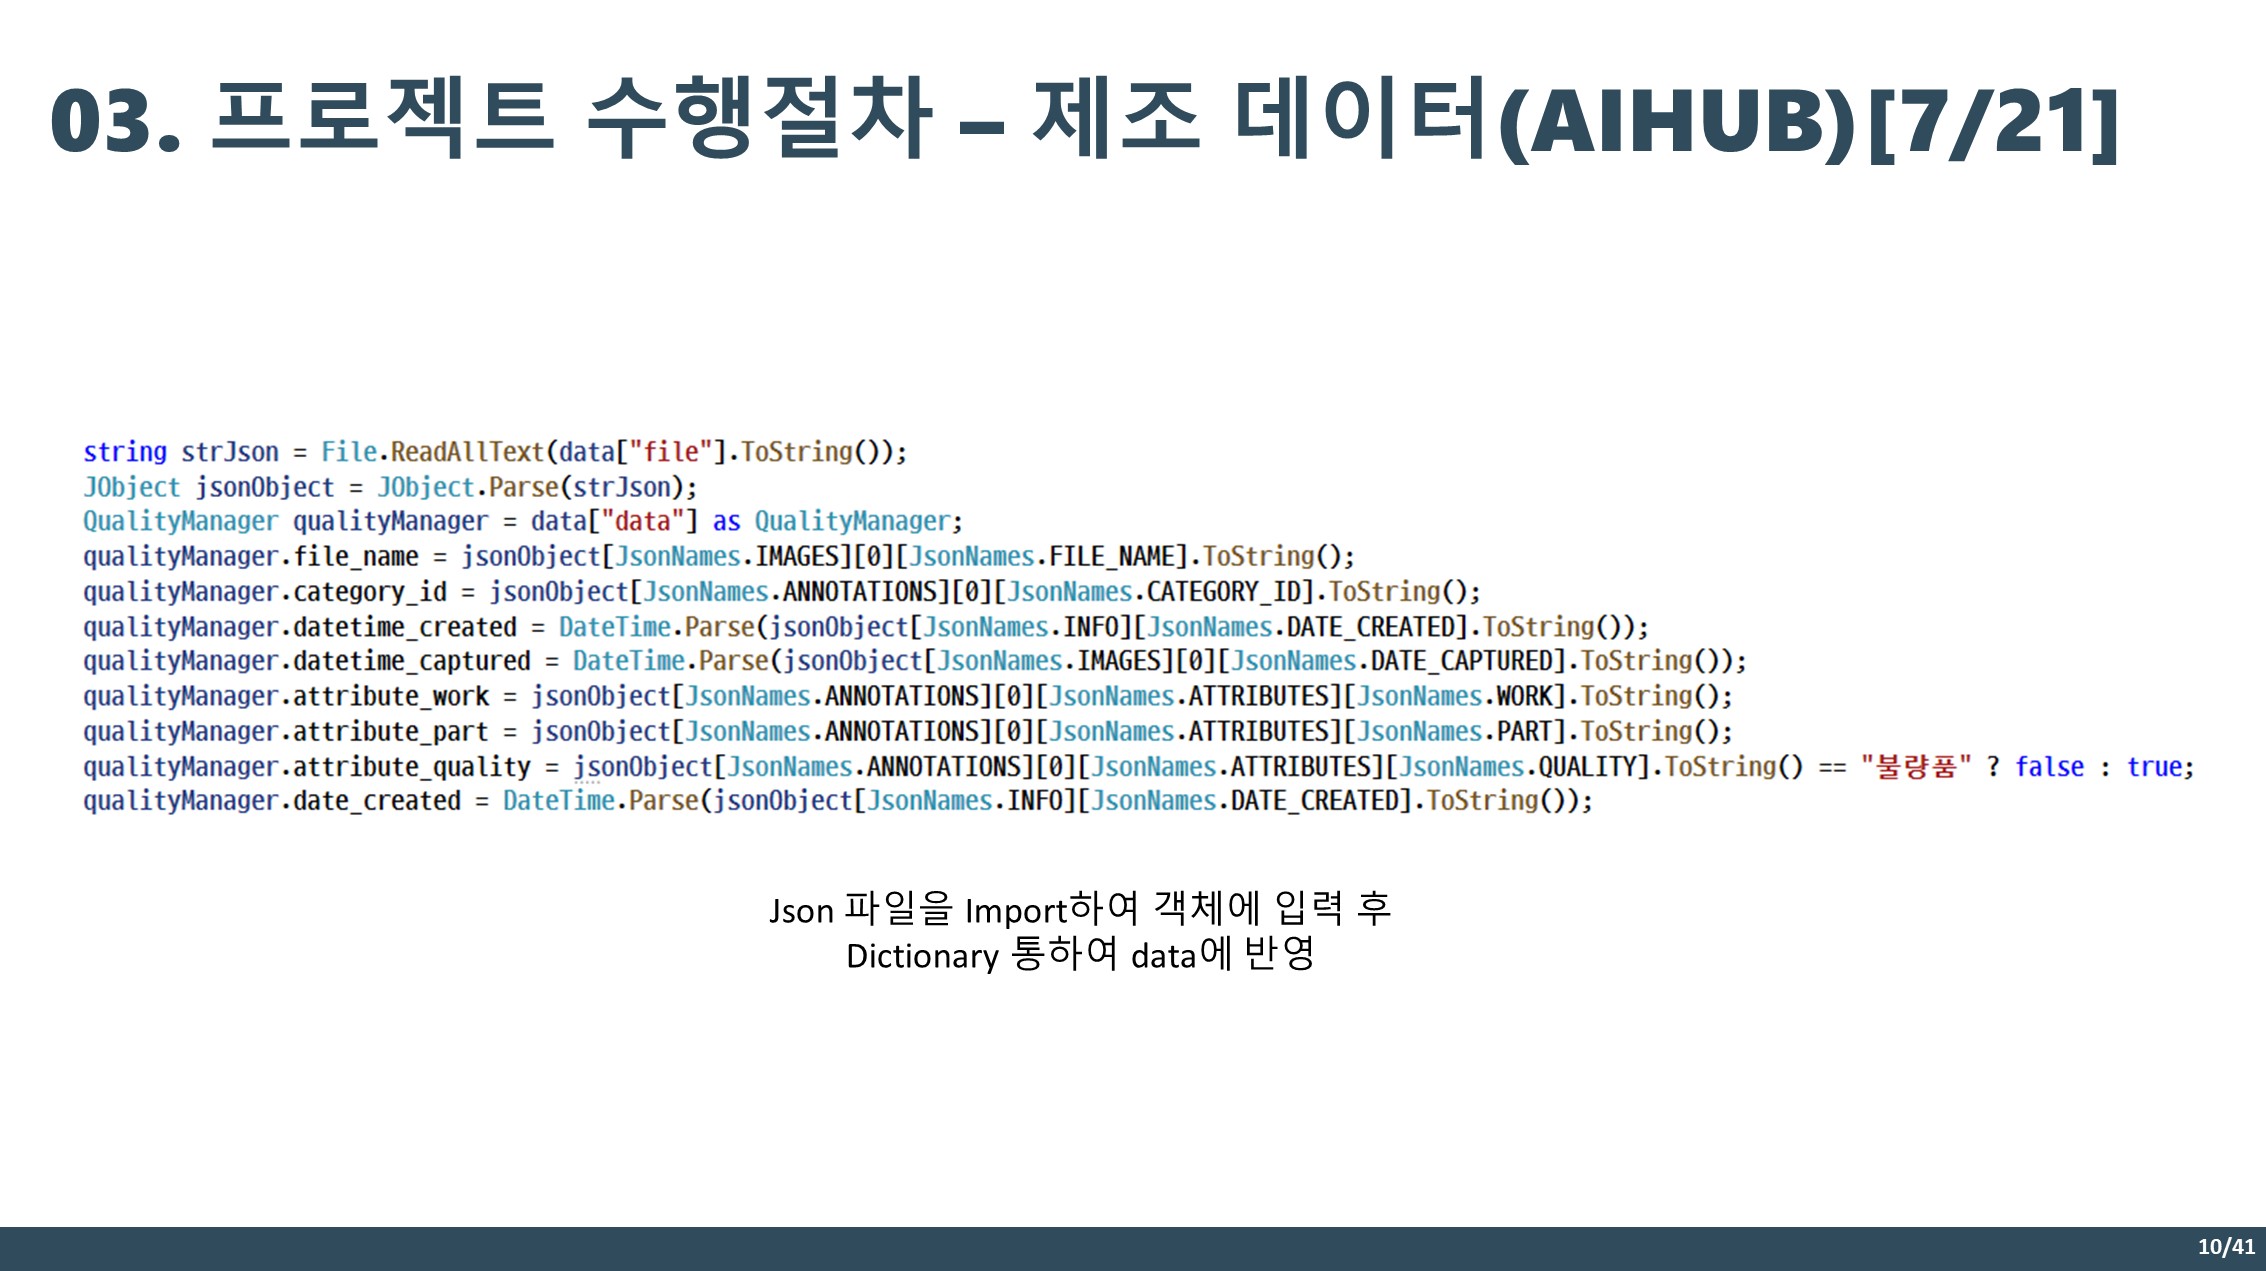 03. 프로젝트 수행절차 – 제조 데이터(AIHUB)[7/21]
string strJson = File.ReadAllText(data["file"].ToString());
JObject jsonObject = JObject.Parse(strJson);
QualityManager qualityManager = data["data"] as QualityManager;
qualityManager.file_name = jsonObject[JsonNames.IMAGES][0][JsonNames.FILE_NAME].ToString();
qualityManager.category_id = jsonObject[JsonNames.ANNOTATIONS][0][JsonNames.CATEGORY_ID].ToString();
qualityManager.datetime_created = DateTime.Parse(jsonObject[JsonNames.INFO][JsonNames.DATE_CREATED].ToString());
qualityManager.datetime_captured = DateTime.Parse(jsonObject[JsonNames.IMAGES][0][JsonNames.DATE_CAPTURED].ToString());
qualityManager.attribute_work = jsonObject[JsonNames.ANNOTATIONS][0][JsonNames.ATTRIBUTES][JsonNames.WORK].ToString();
qualityManager.attribute_part = jsonObject[JsonNames.ANNOTATIONS][0][JsonNames.ATTRIBUTES][JsonNames.PART].ToString();
qualityManager.attribute_quality = jsonObject[JsonNames.ANNOTATIONS][0][JsonNames.ATTRIBUTES][JsonNames.QUALITY].ToString() == "불량품" ? false : true;
qualityManager.date_created = DateTime.Parse(jsonObject[JsonNames.INFO][JsonNames.DATE_CREATED].ToString());
Json 파일을 Import하여 객체에 입력 후
Dictionary 통하여 data에 반영
10/41